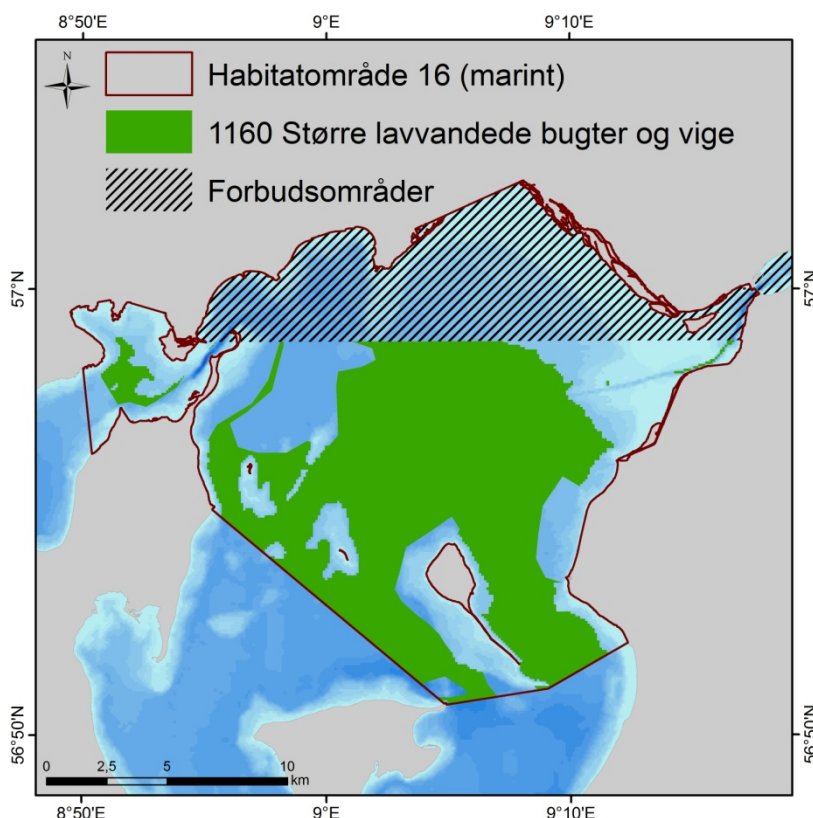 8°50'E 9°E 9°10'E
N
Habitatområde 16 (marint)
1160 Større lavvandede bugter og vige
Forbudsområder
57°N 57°N
56°50'N 56°50'N
0 2,5 5 10
km
8°50'E 9°E 9°10'E